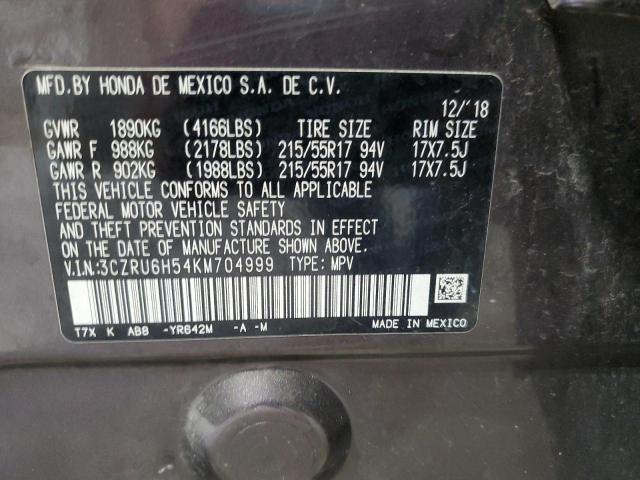 MFD.BY HONDA DE MEXICO S.A. DE C.V.
12/'18
GVWR 1890KG (4166LBS) TIRE SIZE RIM SIZE
GAWR F 988KG (2178LBS) 215/55R17 94V 17X7.5J
GAWR R 902KG (1988LBS) 215/55R17 94V 17X7.5J
THIS VEHICLE CONFORMS TO ALL APPLICABLE
FEDERAL MOTOR VEHICLE SAFETY
AND THEFT PREVENTION STANDARDS IN EFFECT
ON THE DATE OF MANUFACTURE SHOWN ABOVE.
V.I.N.:3CZRU6H54KM704999 TYPE: MPV
T7X K AB8 -YR642M -A -M MADE IN MEXICO